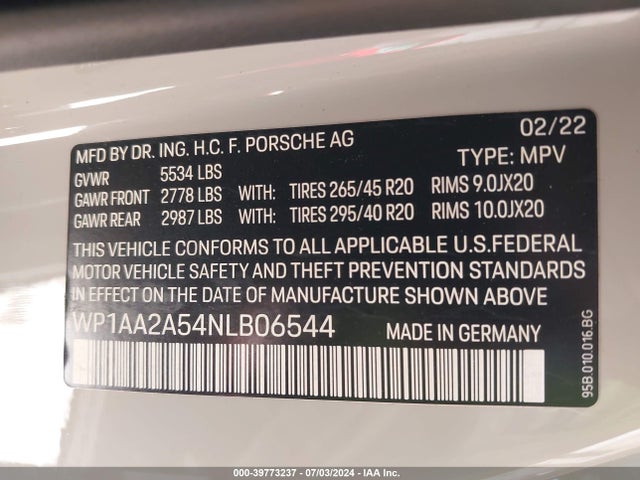 02/22
MFD BY DR. ING. H.C. F. PORSCHE AG
TYPE: MPV
GVWR 5534 LBS
GAWR FRONT 2778 LBS WITH: TIRES 265/45 R20 RIMS 9.0JX20
GAWR REAR 2987 LBS WITH: TIRES 295/40 R20 RIMS 10.0JX20
THIS VEHICLE CONFORMS TO ALL APPLICABLE U.S.FEDERAL
MOTOR VEHICLE SAFETY AND THEFT PREVENTION STANDARDS
IN EFFECT ON THE DATE OF MANUFACTURE SHOWN ABOVE.
WP1AA2A54NLB06544 MADE IN GERMANY
95B.010.016.BG
000-39773237 - 07/03/2024 - IAA Inc.